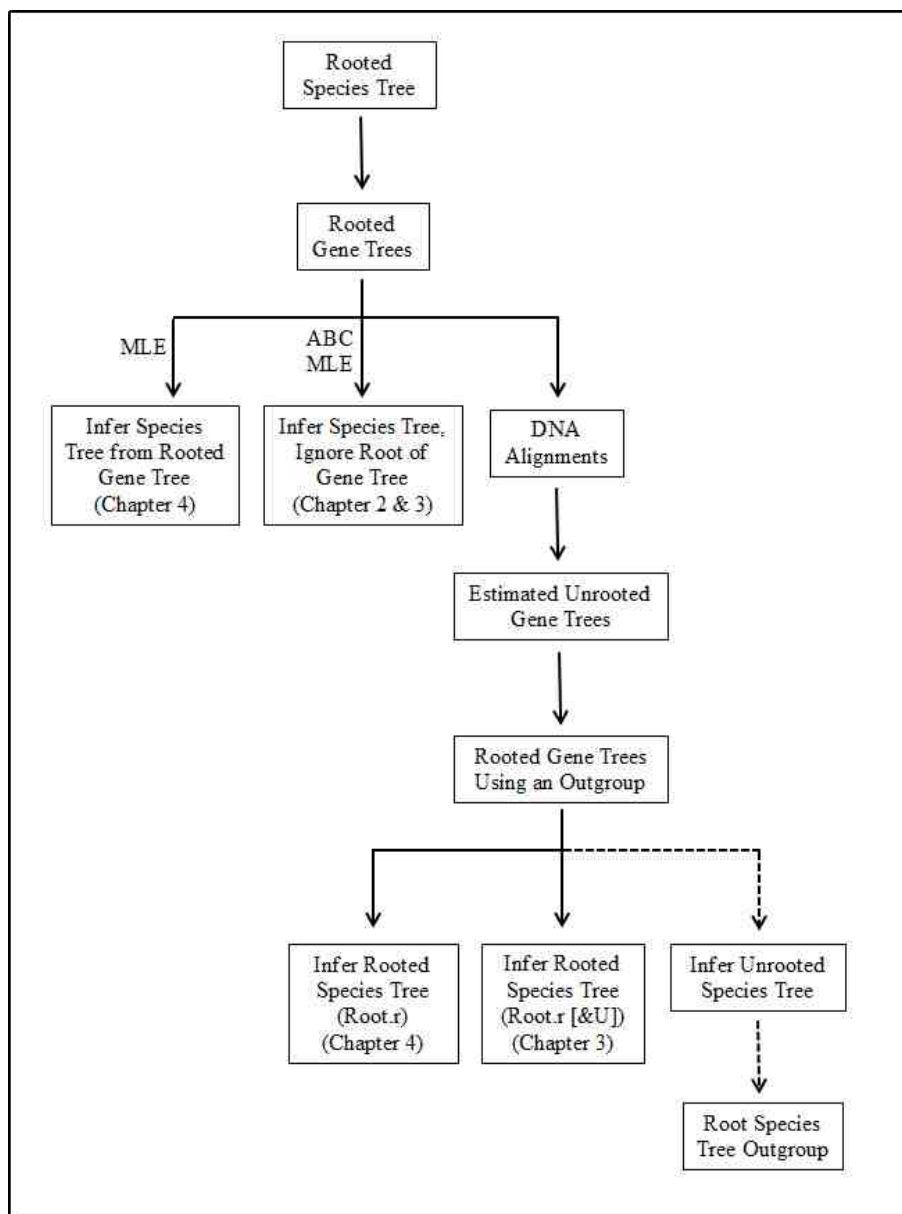 Rooted
Species Tree
Rooted
Gene Trees
MLE
ABC
MLE
Infer Species
Tree from Rooted
Gene Tree
(Chapter 4)
Infer Species Tree,
Ignore Root of
Gene Tree
(Chapter 2 & 3)
DNA
Alignments
Estimated Unrooted
Gene Trees
Rooted Gene Trees
Using an Outgroup
Infer Rooted
Species Tree
(Root.r)
(Chapter 4)
Infer Rooted
Species Tree
(Root.r [&U])
(Chapter 3)
Infer Unrooted
Species Tree
Root Species
Tree Outgroup